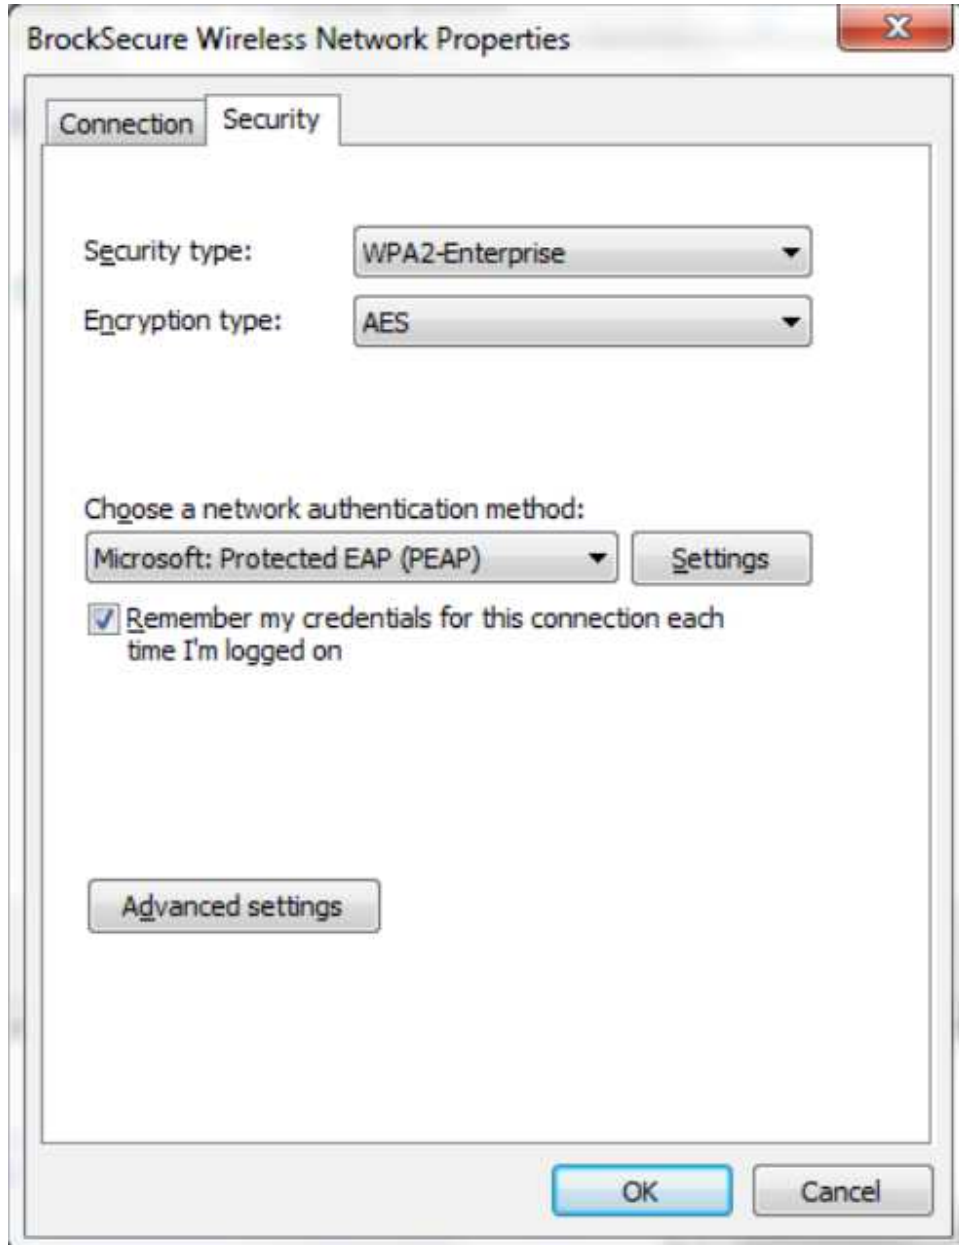 BrockSecure Wireless Network Properties
Connection
Security
Security type:
WPA2-Enterprise
Encryption type:
AES
Choose a network authentication method:
Microsoft: Protected EAP (PEAP)
Settings
Remember my credentials for this connection each
time I'm logged on
Advanced settings
OK
Cancel